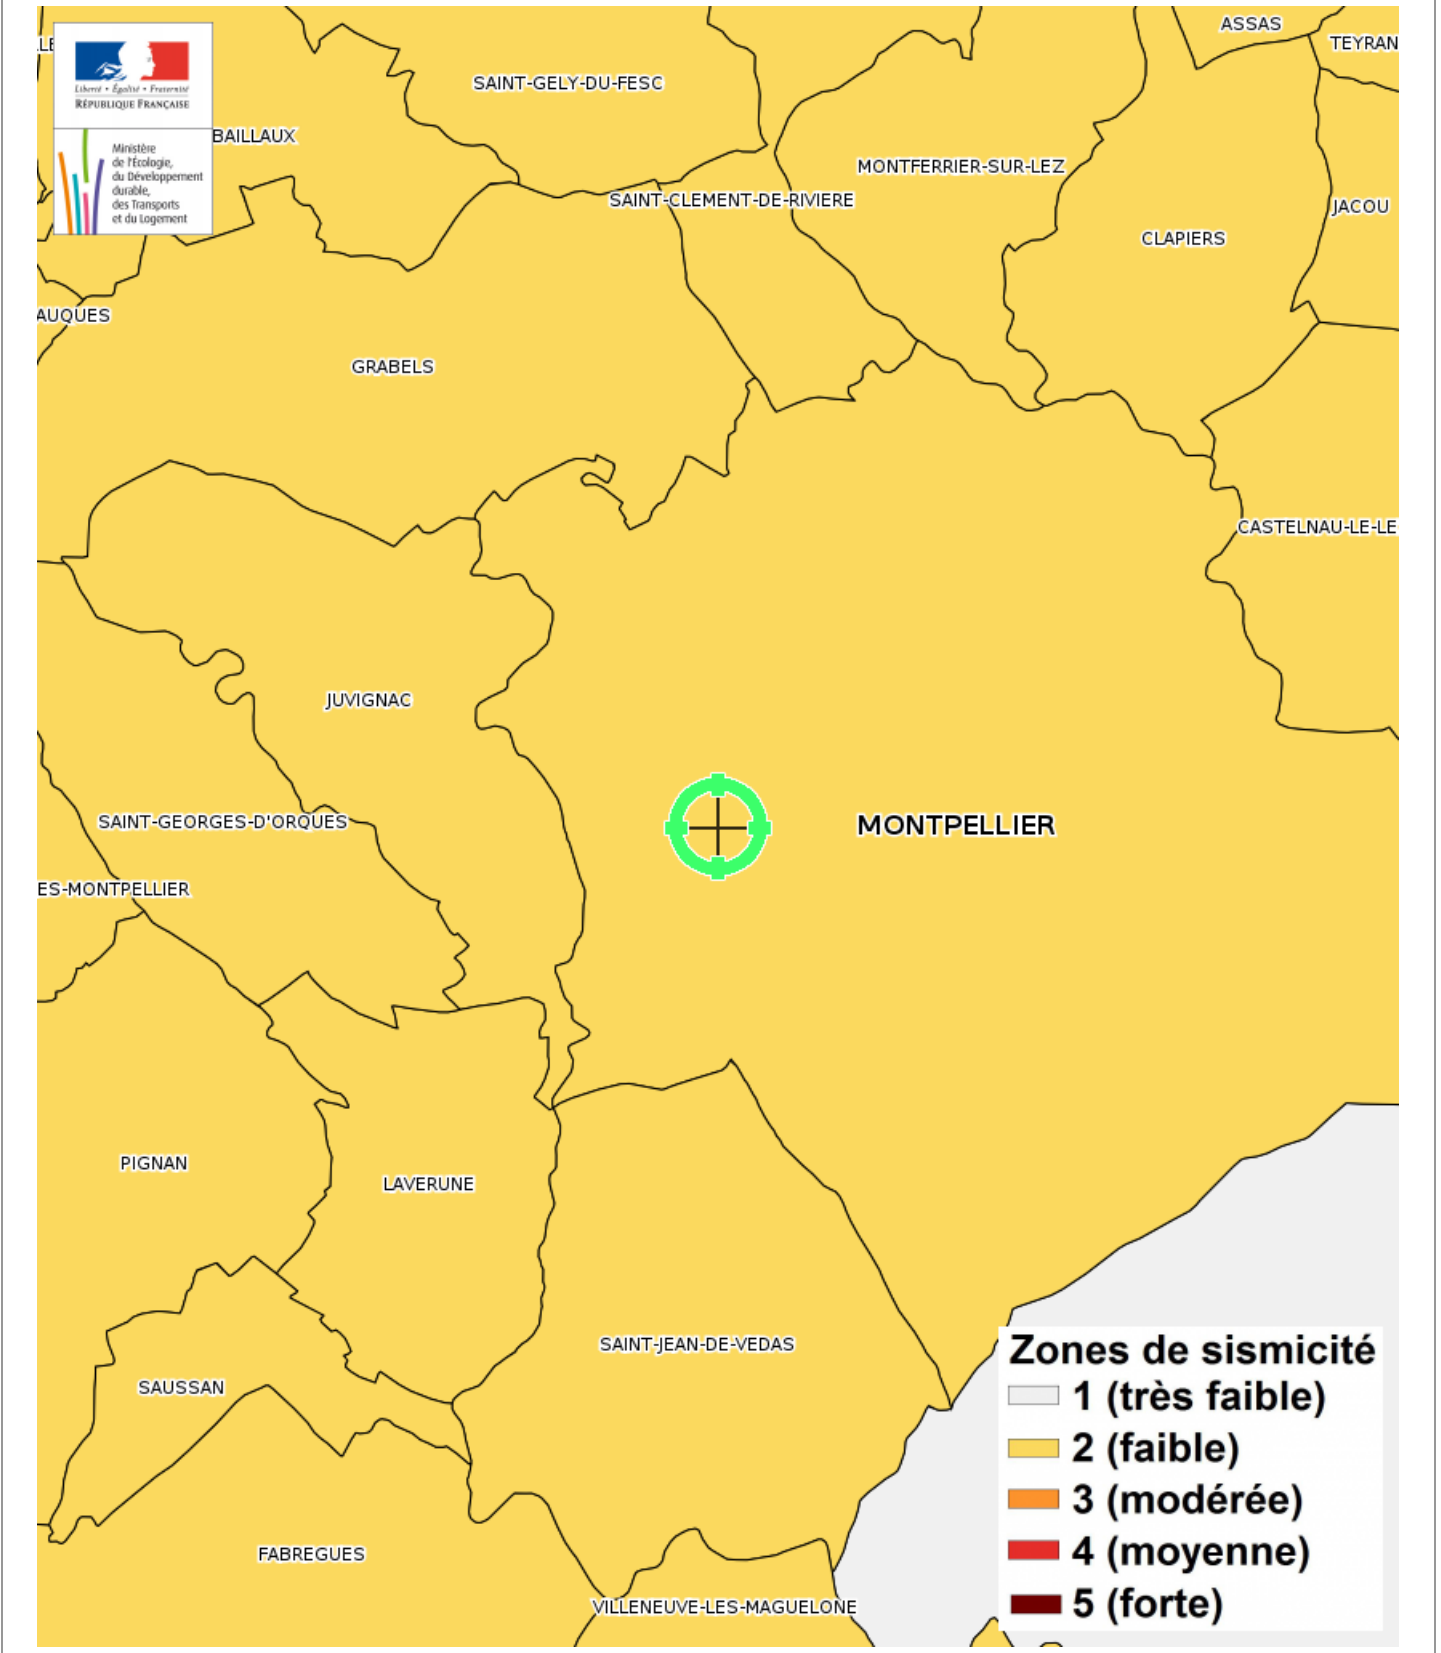 ASSAS
TEYRAN
LE
SAINT-GELY-DU-FESC
Liberté • Égalité • Fraternité
RÉPUBLIQUE FRANÇAISE
BAILLAUX
Ministère
de l'Écologie,
du Développement
durable,
des Transports
et du Logement
MONTFERRIER-SUR-LEZ
SAINT-CLEMENT-DE-RIVIERE
JACOU
CLAPIERS
AUQUES
GRABELS
CASTELNAU-LE-LE
JUVIGNAC
SAINT-GEORGES-D'ORQUES
MONTPELLIER
ES-MONTPELLIER
PIGNAN
LAVERUNE
SAINT-JEAN-DE-VEDAS
SAUSSAN
FABREGUES
VILLENEUVE-LES-MAGUELONE
Zones de sismicité
1 (très faible)
2 (faible)
3 (modérée)
4 (moyenne)
5 (forte)